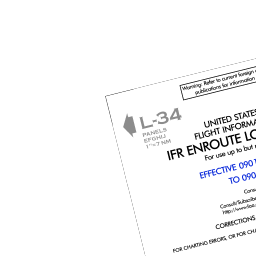 Warning: Refer to current foreign
publications for information
L-34
PANELS
EFGHIJ
1"=7 NM
UNITED STATES
FLIGHT INFORMA
IFR ENROUTE LO
For use up to but
EFFECTIVE 090
TO 090
Consult/Subscribe
http://www.faa.
CORRECTIONS,
FOR CHARTING ERRORS, OR FOR CHA